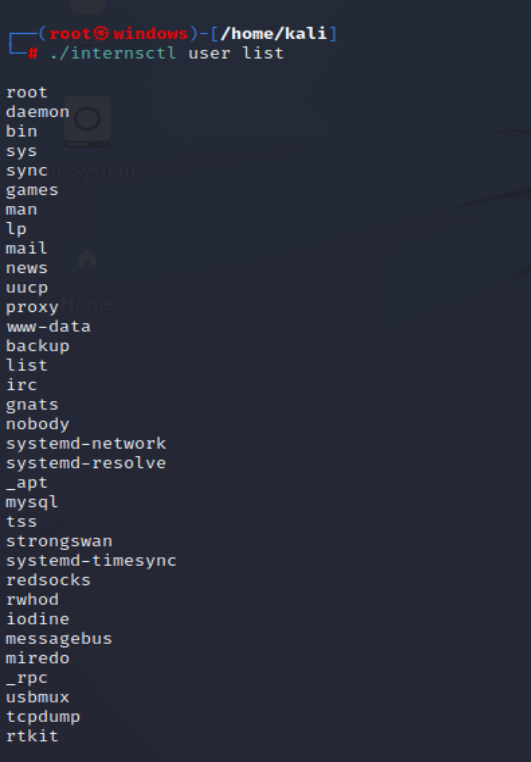 ┌──(root㉿windows)-[/home/kali]
└─# ./internsctl user list
root
daemon
bin
sys
sync
games
man
lp
mail
news
uucp
proxy
www-data
backup
list
irc
gnats
nobody
systemd-network
systemd-resolve
_apt
mysql
tss
strongswan
systemd-timesync
redsocks
rwhod
iodine
messagebus
miredo
_rpc
usbmux
tcpdump
rtkit
System
Home